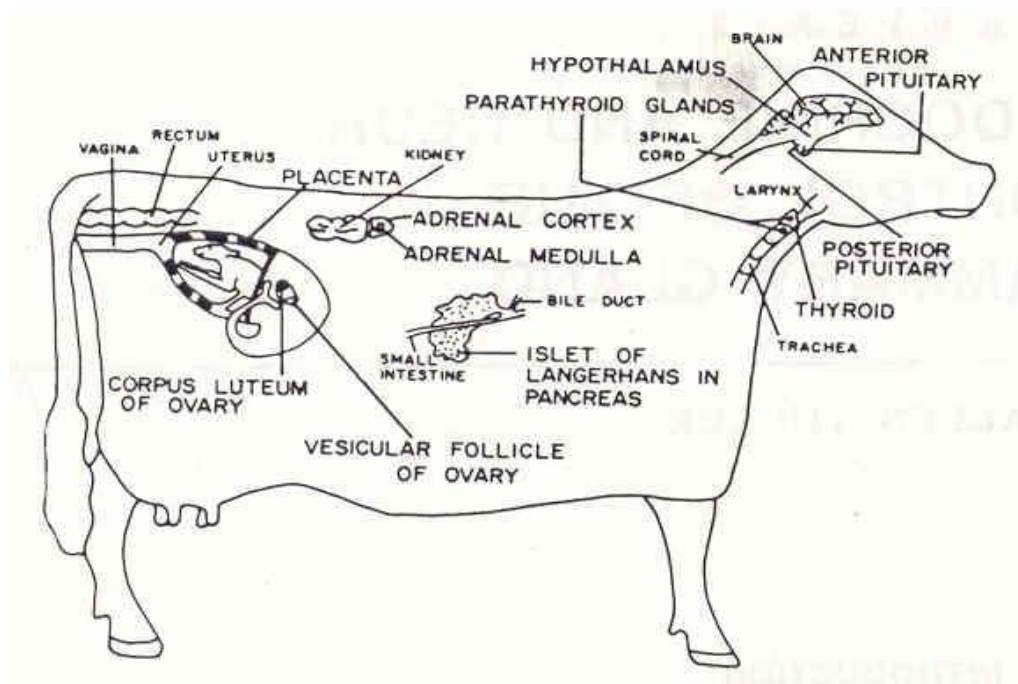 BRAIN
ANTERIOR
PITUITARY
HYPOTHALAMUS
PARATHYROID GLANDS
SPINAL
CORD
RECTUM
VAGINA
UTERUS
KIDNEY
PLACENTA
LARYNX
ADRENAL CORTEX
ADRENAL MEDULLA
POSTERIOR
PITUITARY
BILE DUCT
THYROID
TRACHEA
SMALL
INTESTINE
ISLET OF
LANGERHANS IN
PANCREAS
CORPUS LUTEUM
OF OVARY
VESICULAR FOLLICLE
OF OVARY